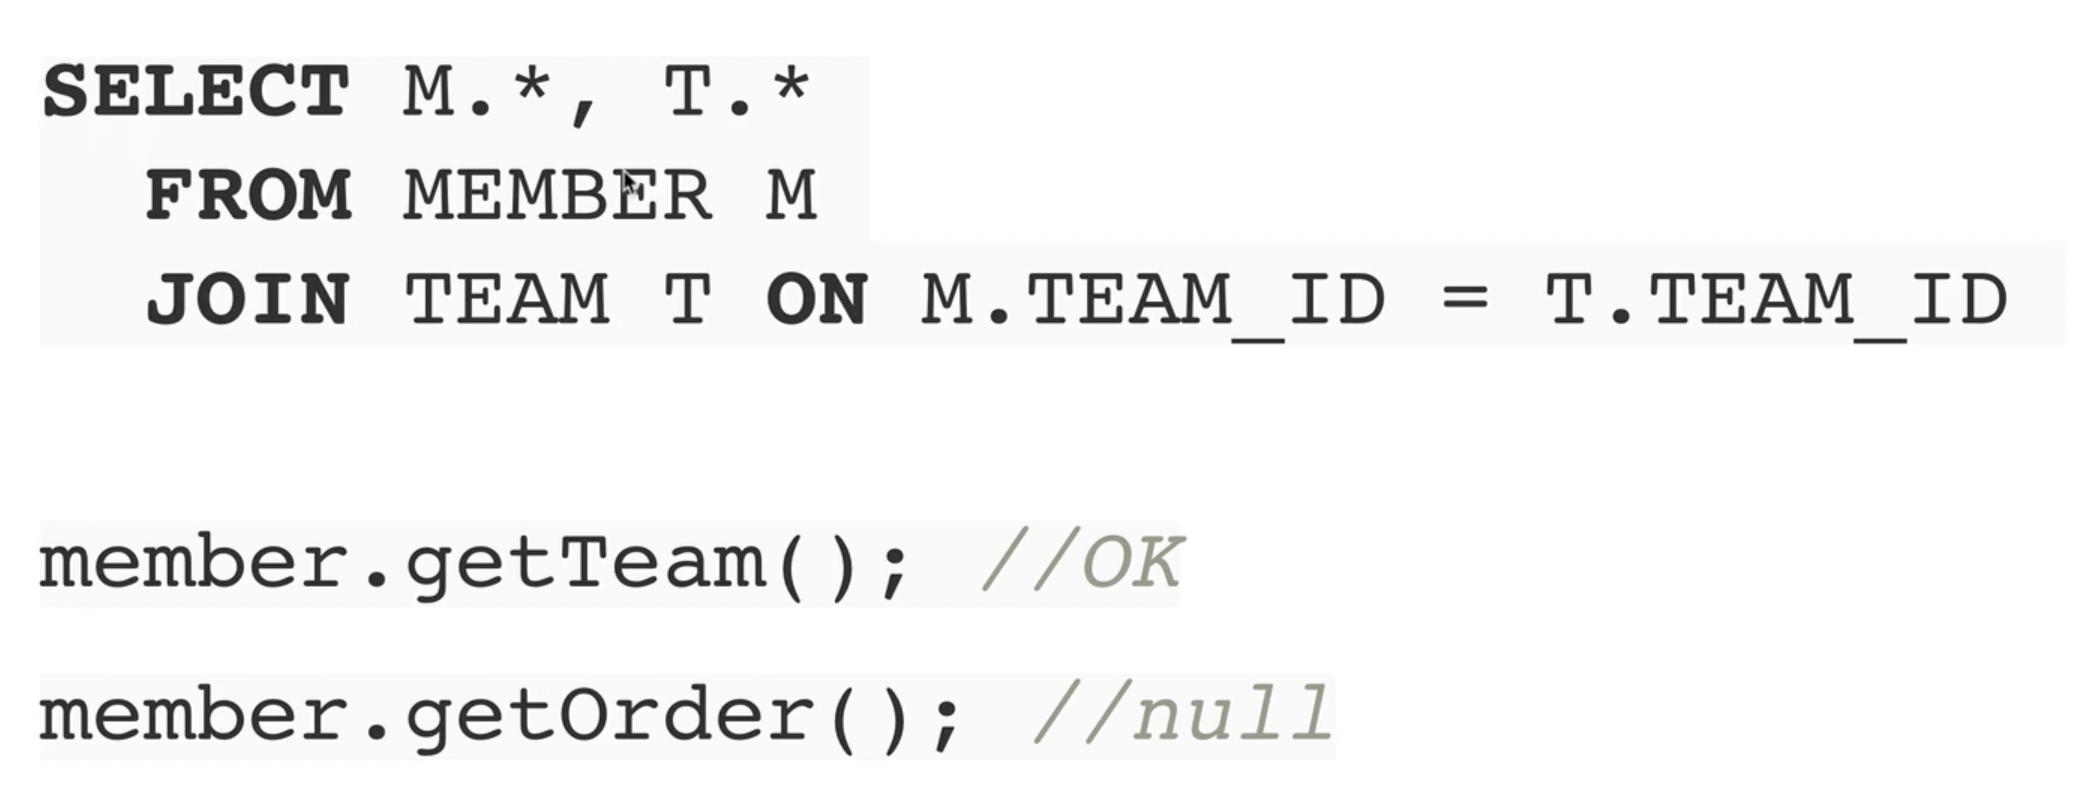 SELECT M.*, T.*
FROM MEMBER M
JOIN TEAM T ON M.TEAM_ID = T.TEAM_ID
member.getTeam(); //OK
member.getOrder(); //null